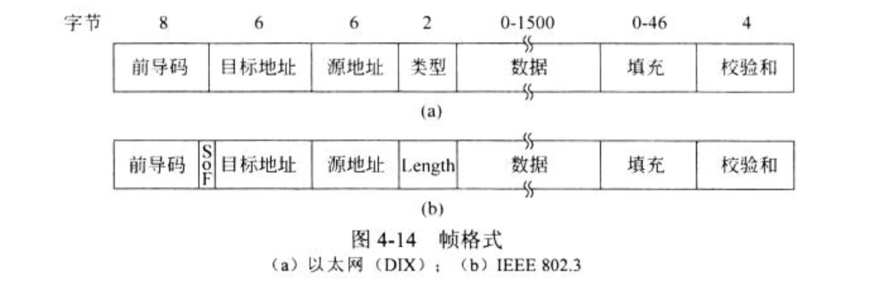 字节 8 6 6 2 0-1500 0-46 4
前导码 目标地址 源地址 类型 数据 填充 校验和
(a)
前导码 SoF 目标地址 源地址 Length 数据 填充 校验和
(b)
图 4-14 帧格式
(a)以太网(DIX);(b)IEEE 802.3